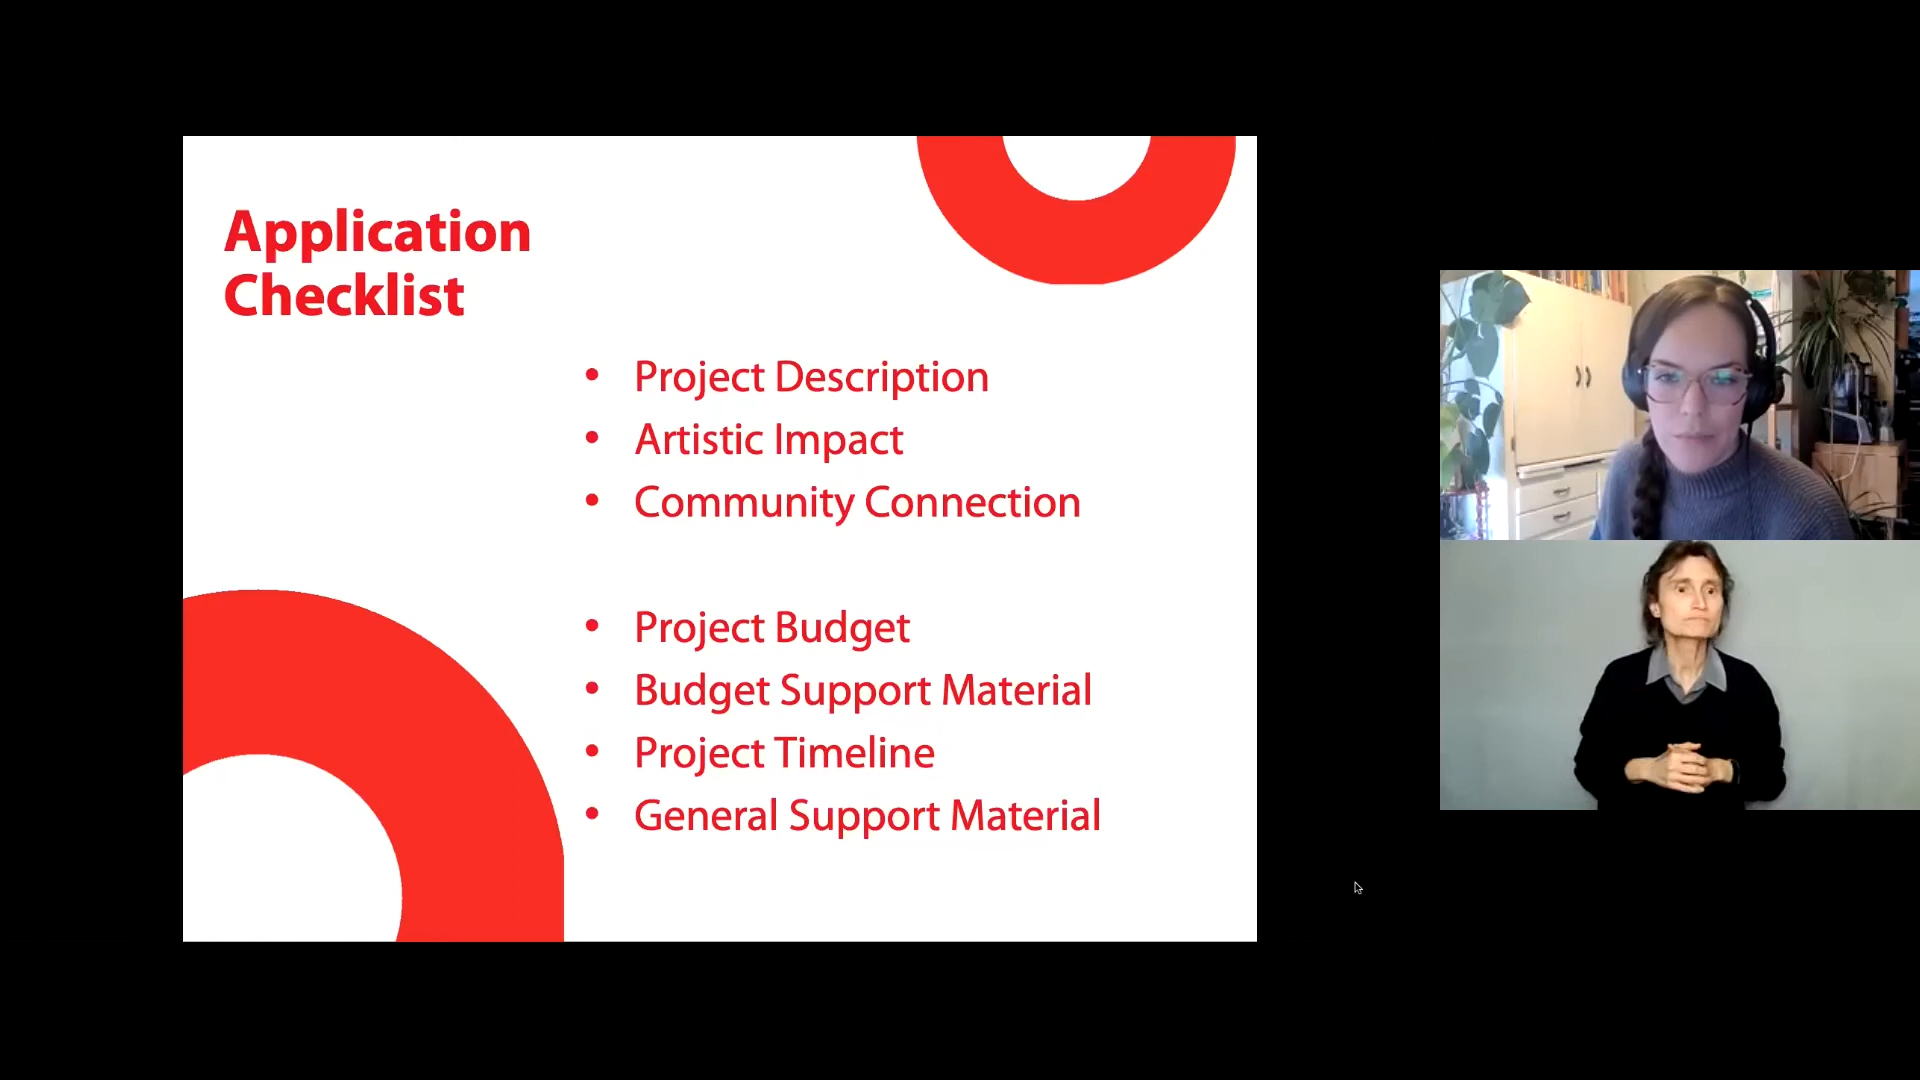 Application
Checklist
• Project Description
• Artistic Impact
• Community Connection
• Project Budget
• Budget Support Material
• Project Timeline
• General Support Material